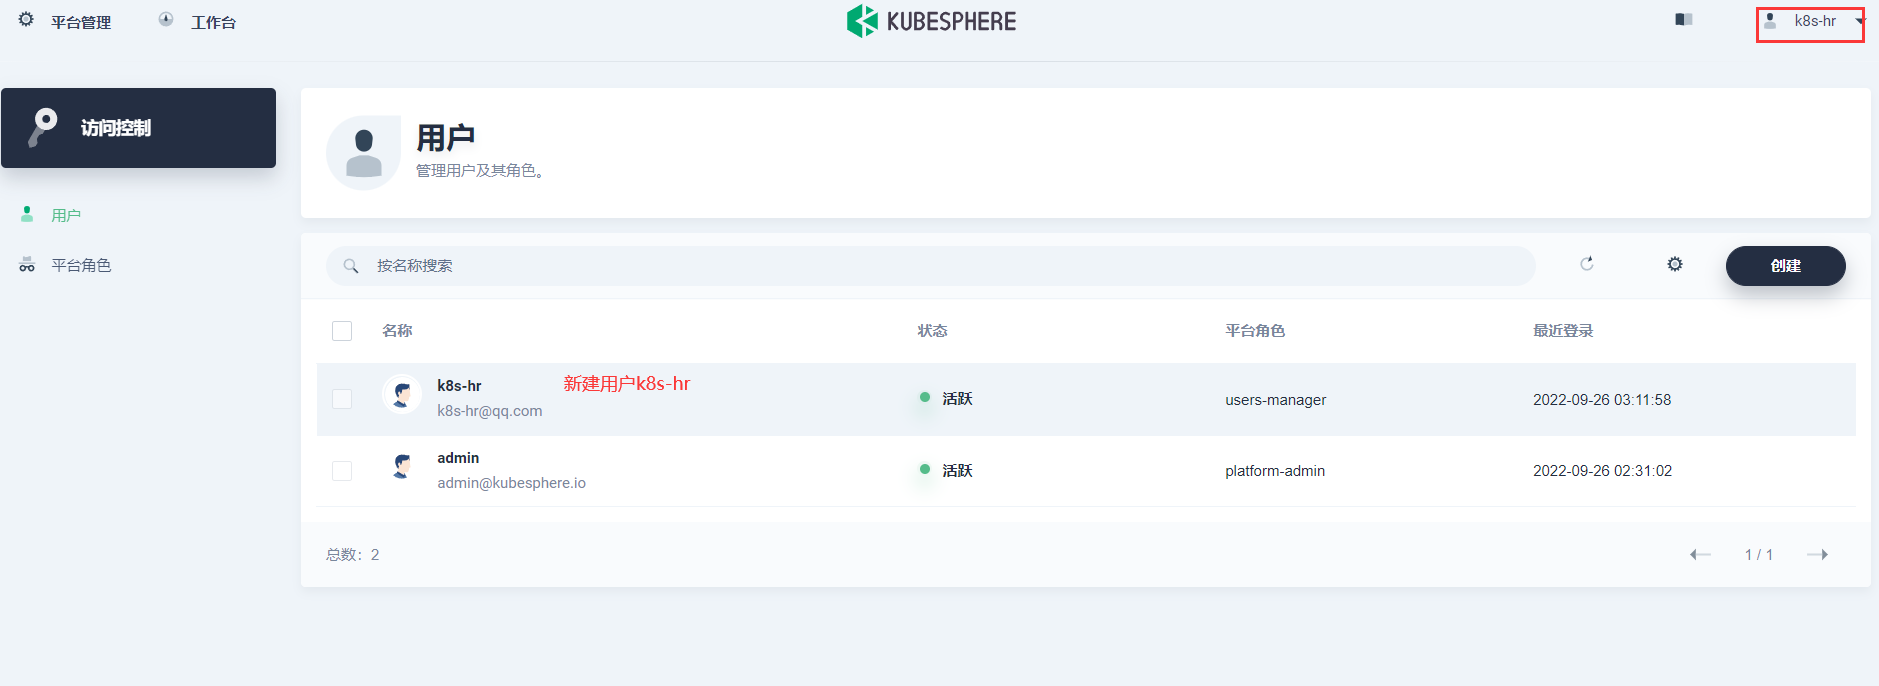 平台管理
工作台
KUBESPHERE
k8s-hr
访问控制
用户
平台角色
用户
管理用户及其角色。
按名称搜索
创建
名称
状态
平台角色
最近登录
k8s-hr
k8s-hr@qq.com
新建用户k8s-hr
活跃
users-manager
2022-09-26 03:11:58
admin
admin@kubesphere.io
活跃
platform-admin
2022-09-26 02:31:02
总数：2
1 / 1